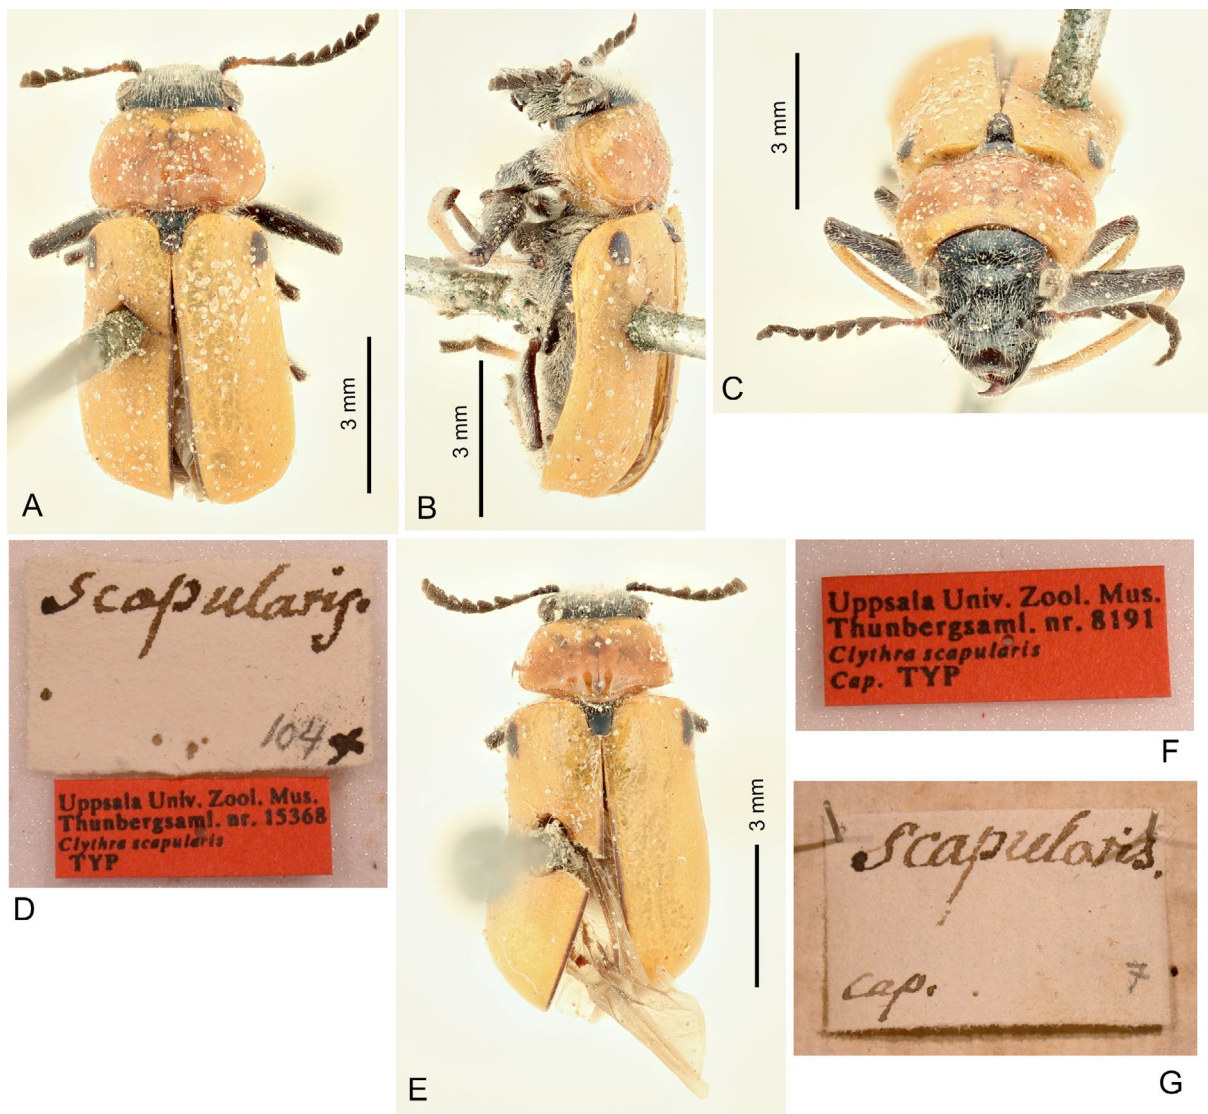 A
3 mm
B
3 mm
C
3 mm
D
scapularis.
104
Uppsala Univ. Zool. Mus.
Thunbergsaml. nr. 15368
Clythra scapularis
TYP
E
3 mm
F
Uppsala Univ. Zool. Mus.
Thunbergsaml. nr. 8191
Clythra scapularis
Cap. TYP
G
Scapularis.
cap.
7